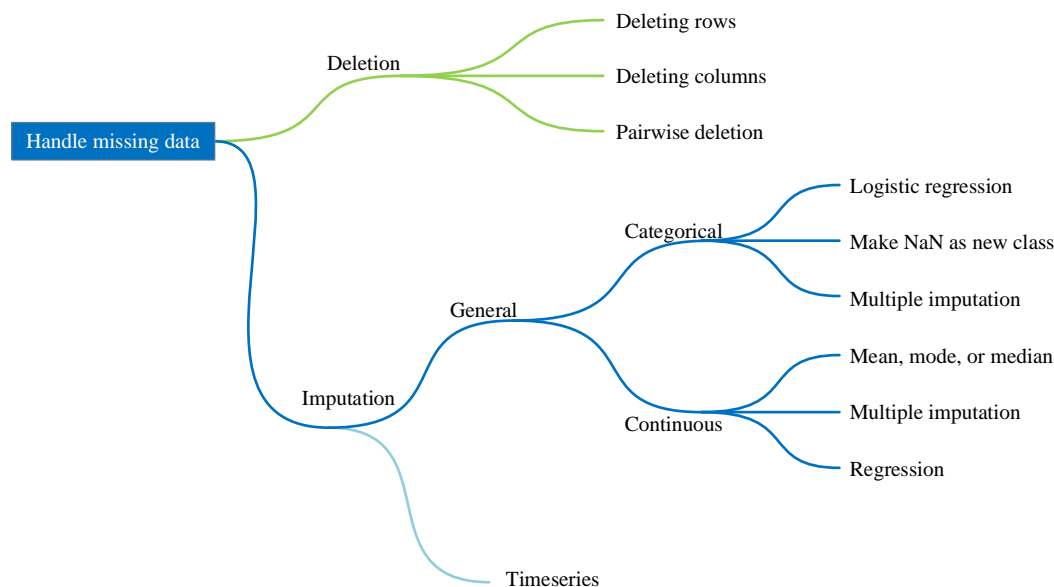 Deleting rows
Deletion
Deleting columns
Handle missing data
Pairwise deletion
Logistic regression
Categorical
Make NaN as new class
General
Multiple imputation
Mean, mode, or median
Imputation
Multiple imputation
Continuous
Regression
Timeseries